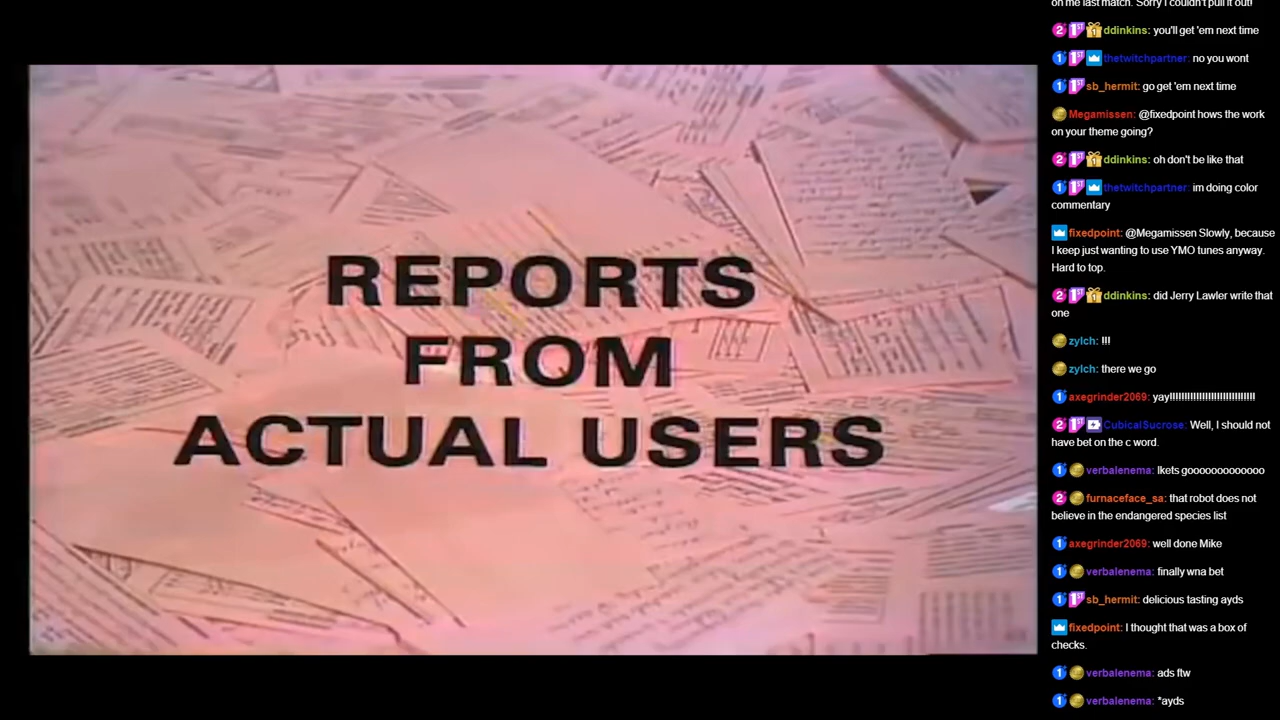 REPORTS
FROM
ACTUAL USERS
on me last match. Sorry I couldn't pull it out!
ddinkins: you'll get 'em next time
thetwitchpartner: no you wont
sb_hermit: go get 'em next time
Megamissen: @fixedpoint hows the work
on your theme going?
ddinkins: oh don't be like that
thetwitchpartner: im doing color
commentary
fixedpoint: @Megamissen Slowly, because
I keep just wanting to use YMO tunes anyway.
Hard to top.
ddinkins: did Jerry Lawler write that
one
zylch: !!!
zylch: there we go
axegrinder2069: yay!!!!!!!!!!!!!!!!!!!!!!!!!!!!!
CubicalSucrose: Well, I should not
have bet on the c word.
verbalenema: lkets gooooooooooooo
furnaceface_sa: that robot does not
believe in the endangered species list
axegrinder2069: well done Mike
verbalenema: finally wna bet
sb_hermit: delicious tasting ayds
fixedpoint: I thought that was a box of
checks.
verbalenema: ads ftw
verbalenema: *ayds